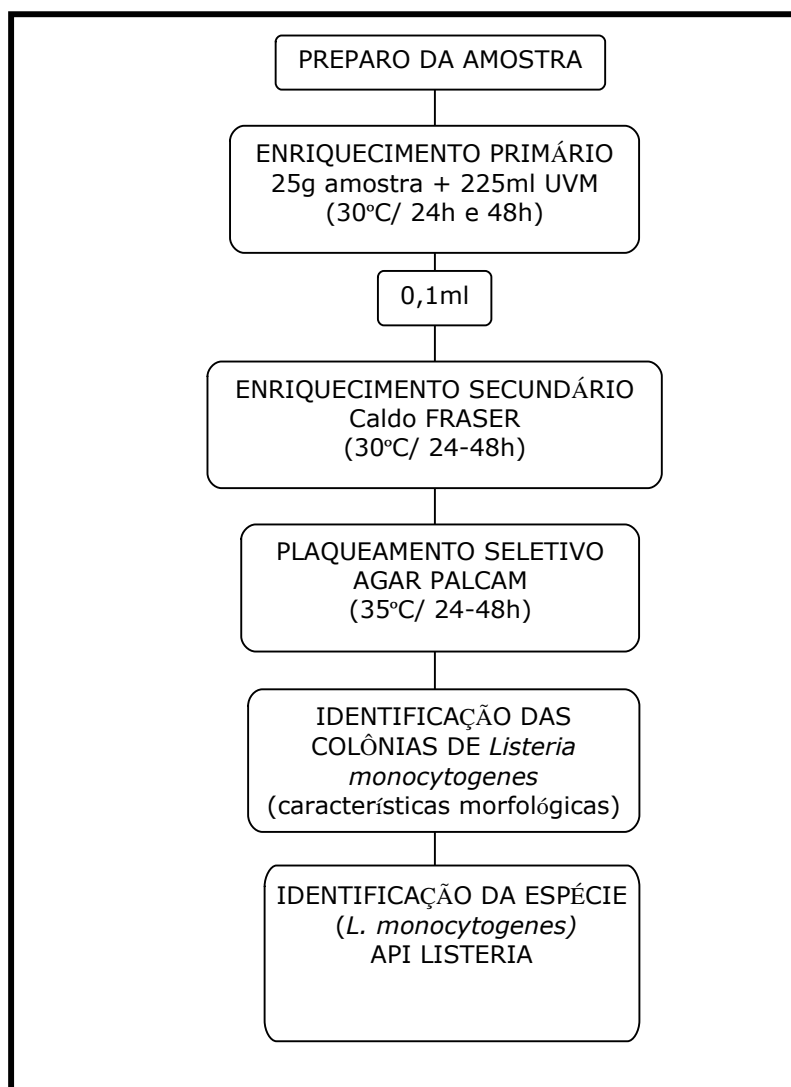 PREPARO DA AMOSTRA
ENRIQUECIMENTO PRIMÁRIO
25g amostra + 225ml UVM
(30ºC/ 24h e 48h)
0,1ml
ENRIQUECIMENTO SECUNDÁRIO
Caldo FRASER
(30ºC/ 24-48h)
PLAQUEAMENTO SELETIVO
AGAR PALCAM
(35ºC/ 24-48h)
IDENTIFICAÇÃO DAS
COLÔNIAS DE Listeria
monocytogenes
(características morfológicas)
IDENTIFICAÇÃO DA ESPÉCIE
(L. monocytogenes)
API LISTERIA